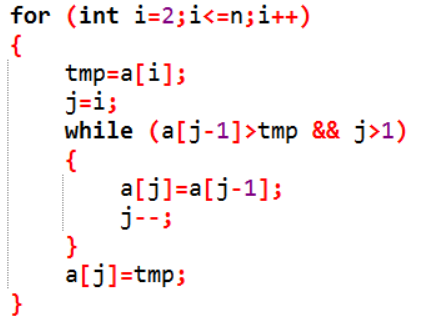 for (int i=2;i<=n;i++)
{
    tmp=a[i];
    j=i;
    while (a[j-1]>tmp && j>1)
    {
        a[j]=a[j-1];
        j--;
    }
    a[j]=tmp;
}